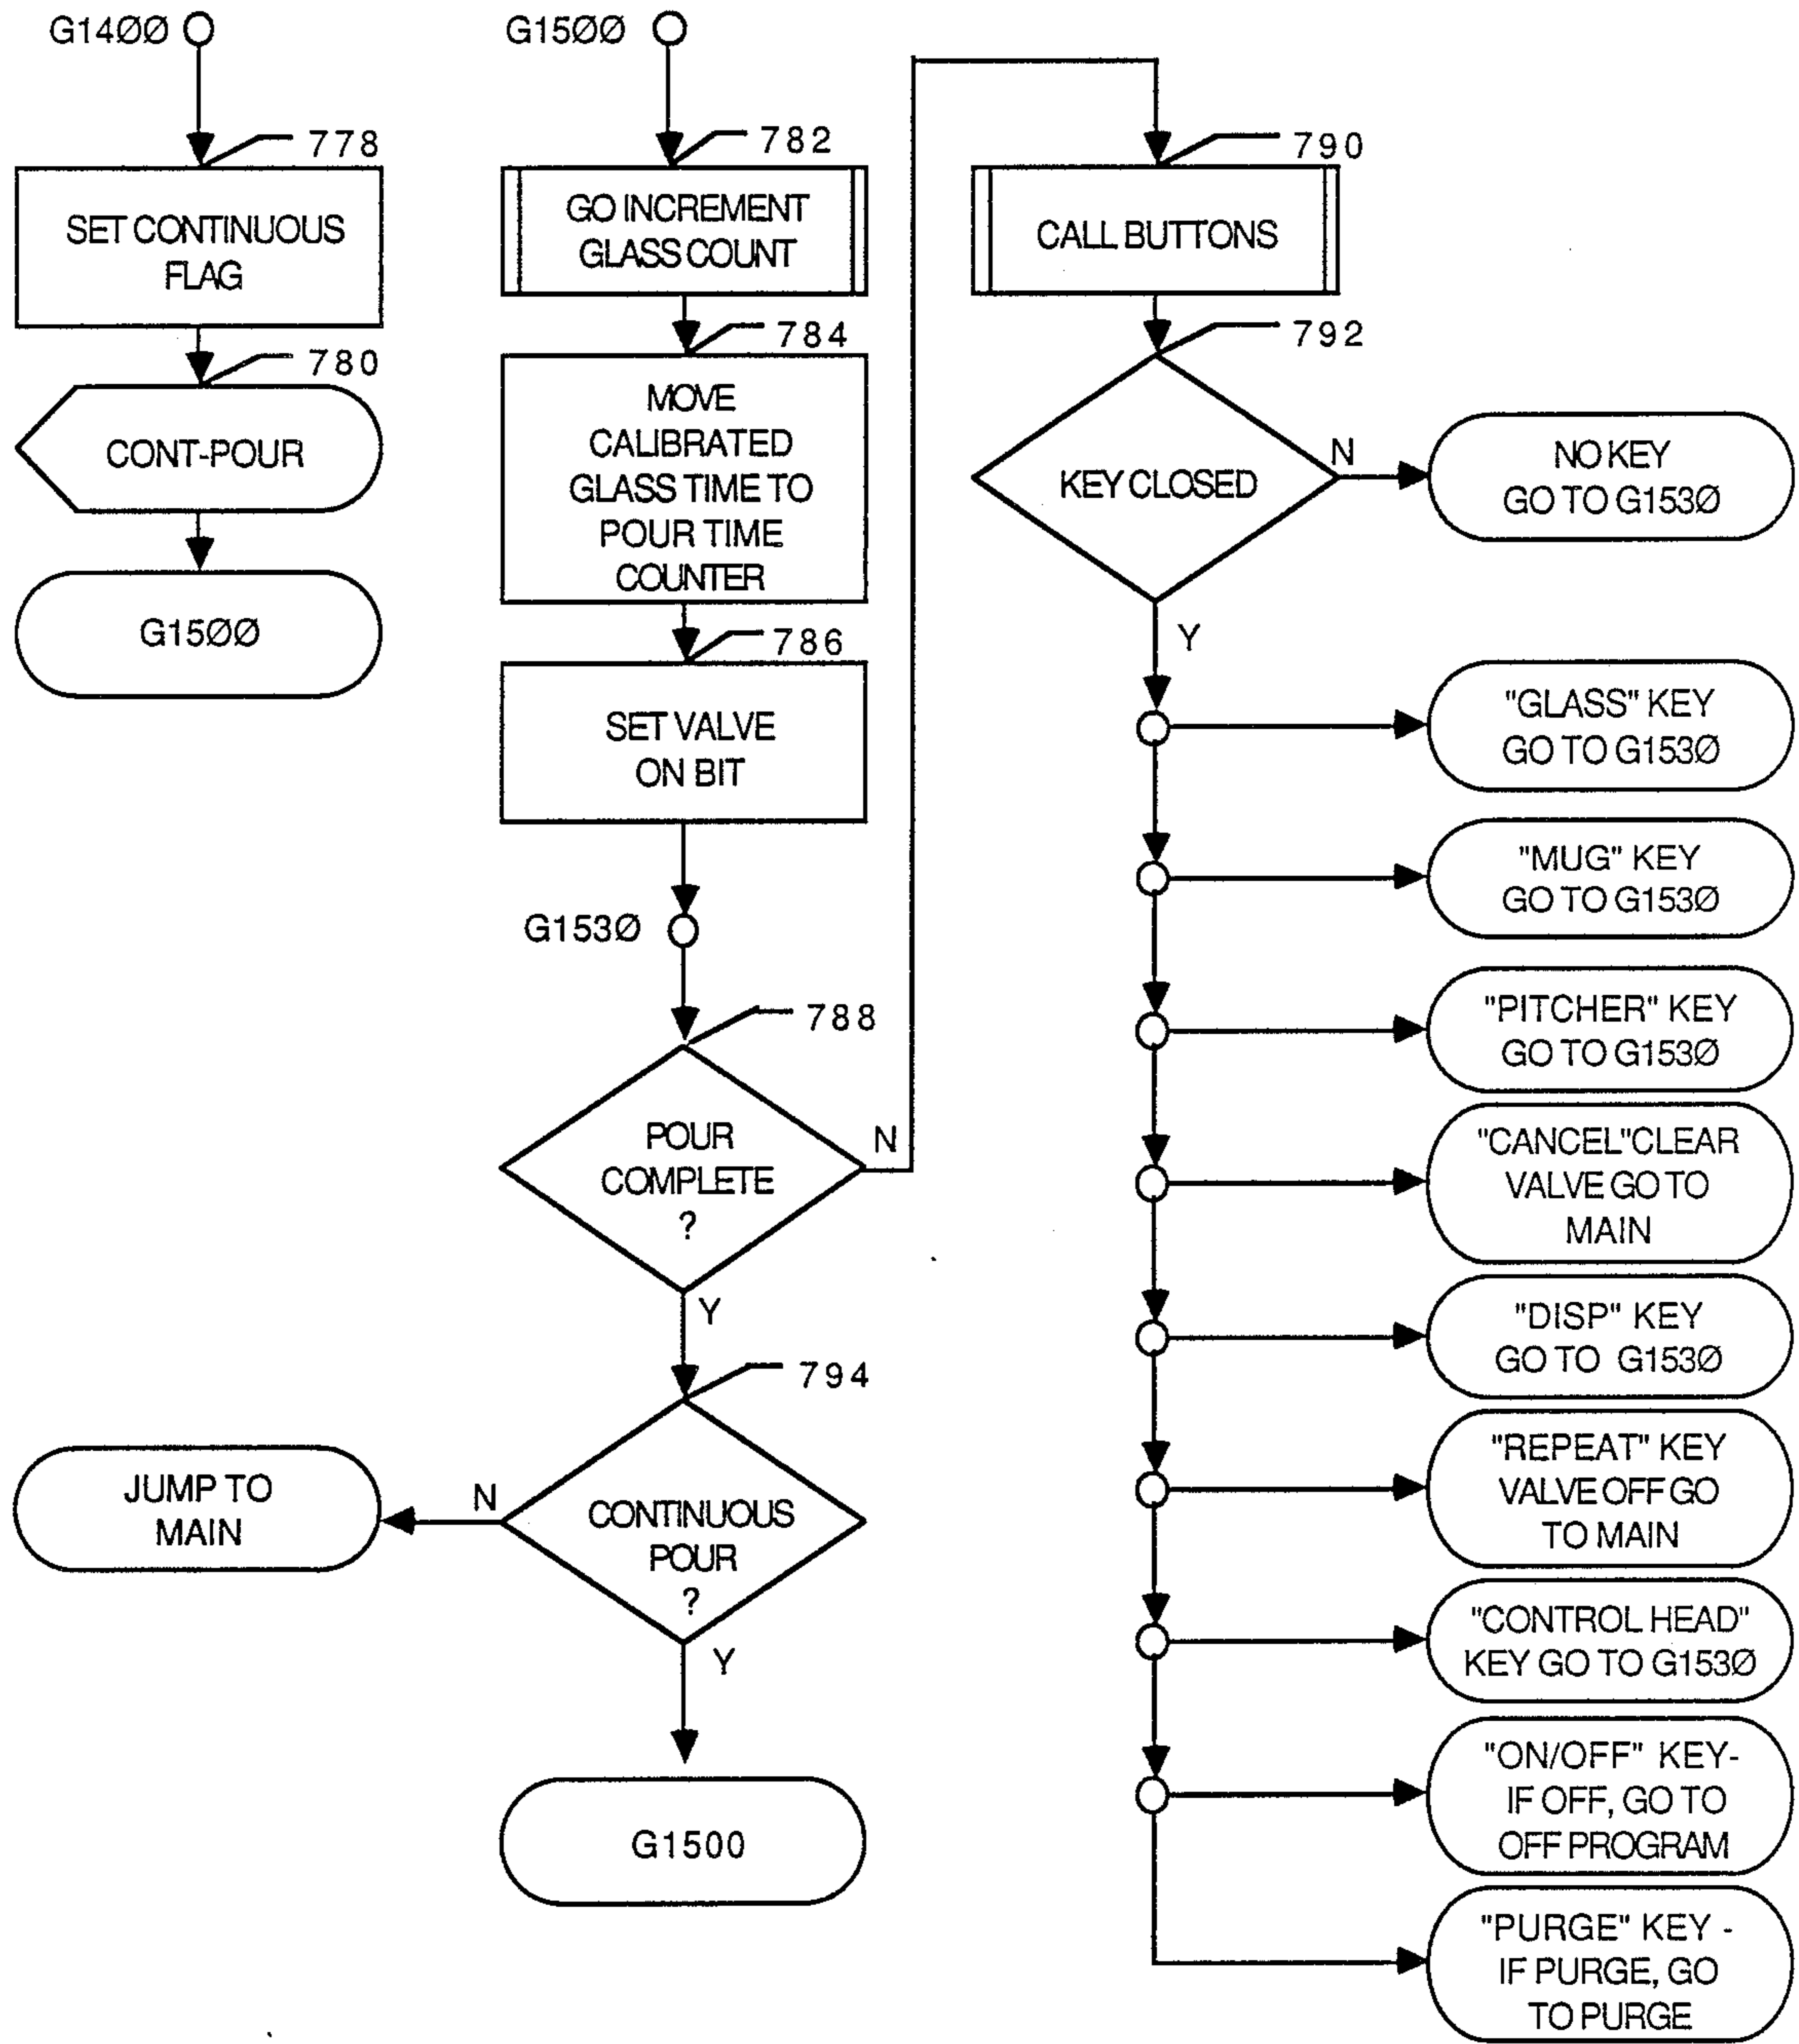 G14ØØ
778
SET CONTINUOUS
FLAG
780
CONT-POUR
G15ØØ
G15ØØ
782
GO INCREMENT
GLASS COUNT
784
MOVE
CALIBRATED
GLASS TIME TO
POUR TIME
COUNTER
786
SET VALVE
ON BIT
G153Ø
788
POUR
COMPLETE
?
N
Y
794
CONTINUOUS
POUR
?
N
JUMP TO
MAIN
Y
G1500
790
CALL BUTTONS
792
KEY CLOSED
N
NO KEY
GO TO G153Ø
Y
"GLASS" KEY
GO TO G153Ø
"MUG" KEY
GO TO G153Ø
"PITCHER" KEY
GO TO G153Ø
"CANCEL"CLEAR
VALVE GO TO
MAIN
"DISP" KEY
GO TO G153Ø
"REPEAT" KEY
VALVE OFF GO
TO MAIN
"CONTROL HEAD"
KEY GO TO G153Ø
"ON/OFF" KEY-
IF OFF, GO TO
OFF PROGRAM
"PURGE" KEY -
IF PURGE, GO
TO PURGE